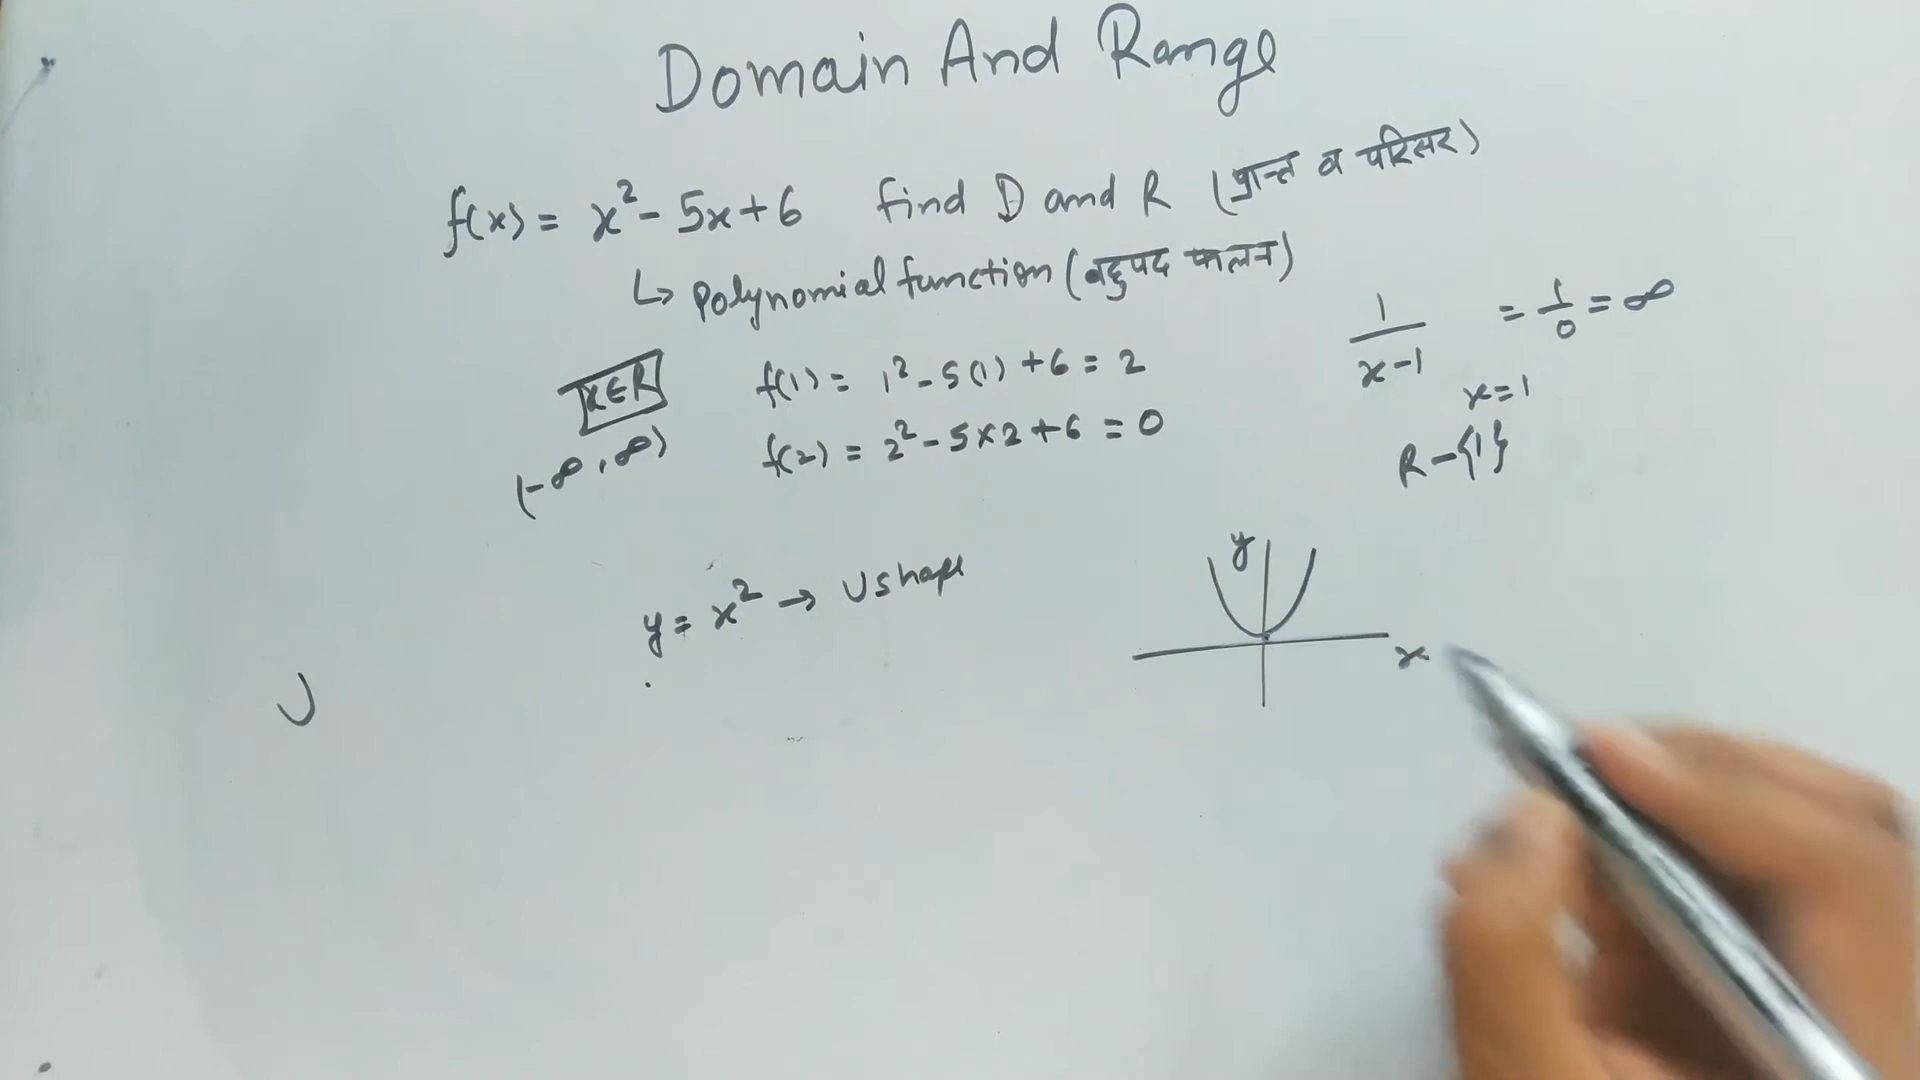 Domain And Range
f(x) = x² - 5x + 6 find D and R (प्रान्त व परिसर)
↳ polynomial function (बहुपद फलन)
x∈R
(-∞, ∞)
f(1) = 1² - 5(1) + 6 = 2
f(2) = 2² - 5×2 + 6 = 0
1/(x-1) = 1/0 = ∞
x = 1
R - {1}
y = x² → U shape
y
x